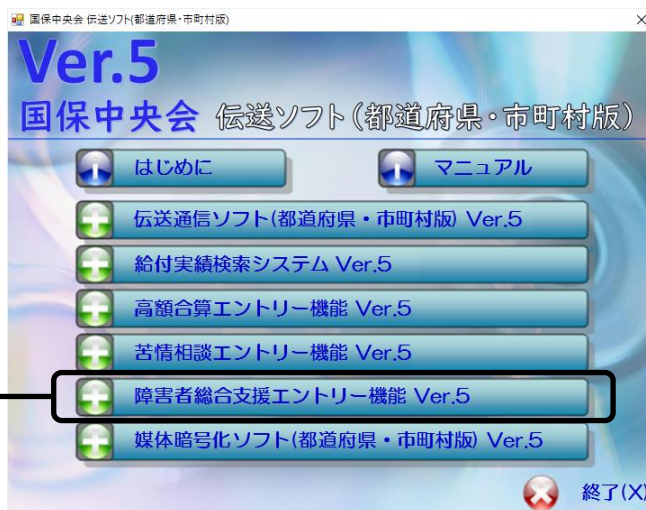 国保中央会 伝送ソフト(都道府県・市町村版)
Ver.5
国保中央会 伝送ソフト(都道府県・市町村版)
はじめに
マニュアル
伝送通信ソフト(都道府県・市町村版) Ver.5
給付実績検索システム Ver.5
高額合算エントリー機能 Ver.5
苦情相談エントリー機能 Ver.5
障害者総合支援エントリー機能 Ver.5
媒体暗号化ソフト(都道府県・市町村版) Ver.5
終了(X)